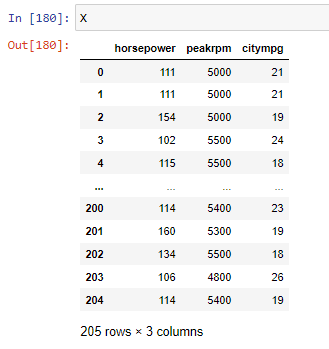 In [180]: X
Out[180]:
horsepower peakrpm citympg
0 111 5000 21
1 111 5000 21
2 154 5000 19
3 102 5500 24
4 115 5500 18
... ... ... ...
200 114 5400 23
201 160 5300 19
202 134 5500 18
203 106 4800 26
204 114 5400 19
205 rows × 3 columns